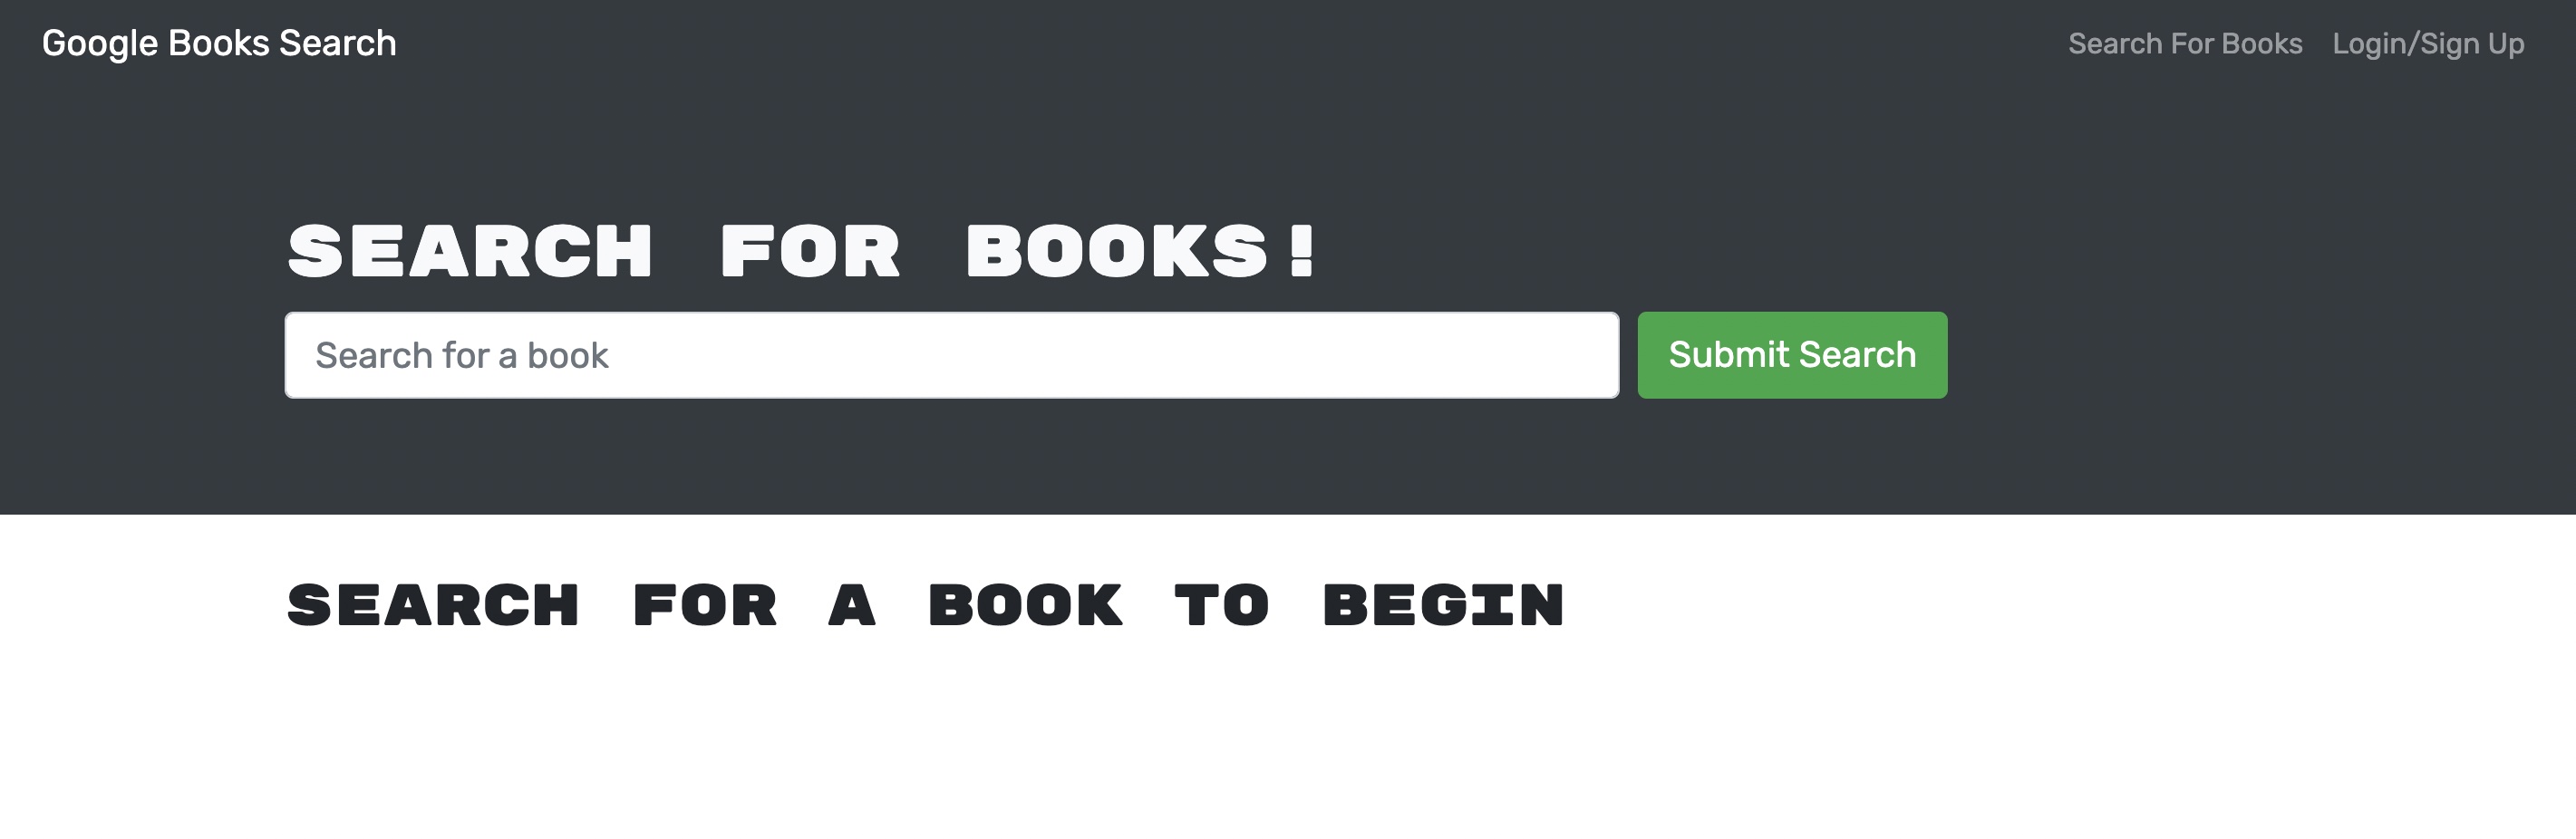 Google Books Search Search For Books Login/Sign Up
SEARCH FOR BOOKS!
Search for a book Submit Search
SEARCH FOR A BOOK TO BEGIN